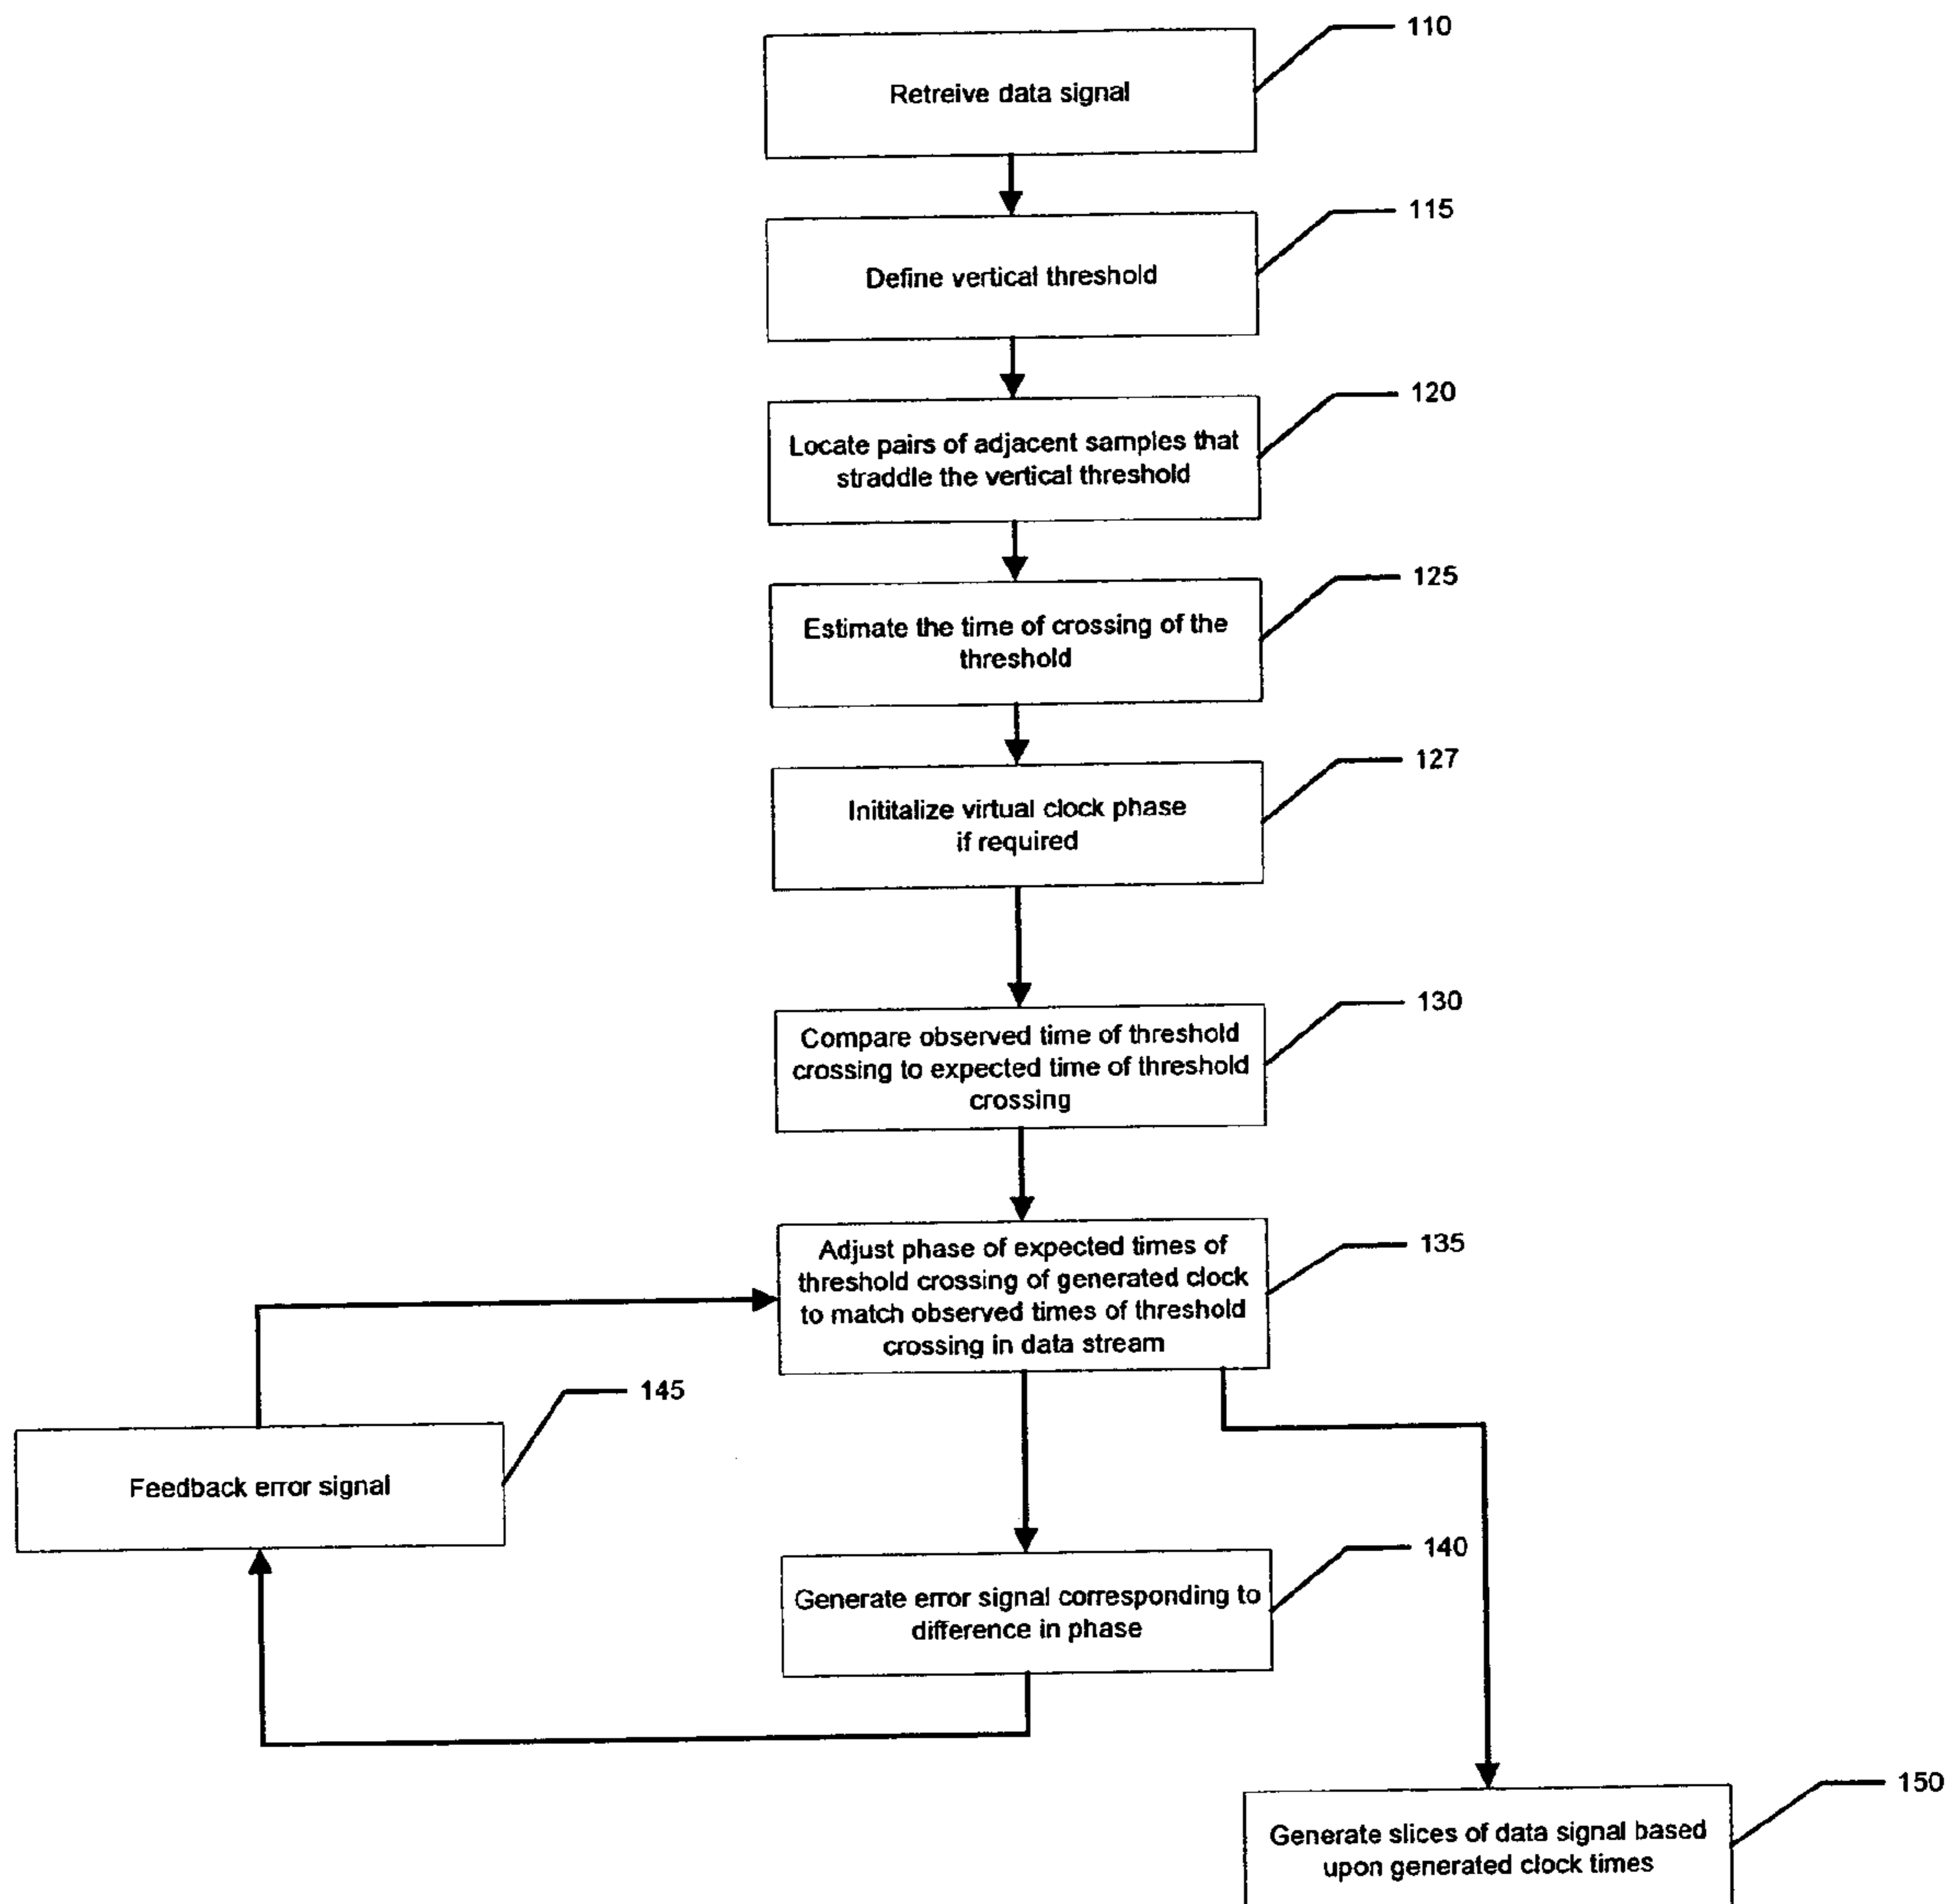 110
Retreive data signal
115
Define vertical threshold
120
Locate pairs of adjacent samples that
straddle the vertical threshold
125
Estimate the time of crossing of the
threshold
127
Inititalize virtual clock phase
if required
130
Compare observed time of threshold
crossing to expected time of threshold
crossing
135
Adjust phase of expected times of
threshold crossing of generated clock
to match observed times of threshold
crossing in data stream
145
Feedback error signal
140
Generate error signal corresponding to
difference in phase
150
Generate slices of data signal based
upon generated clock times